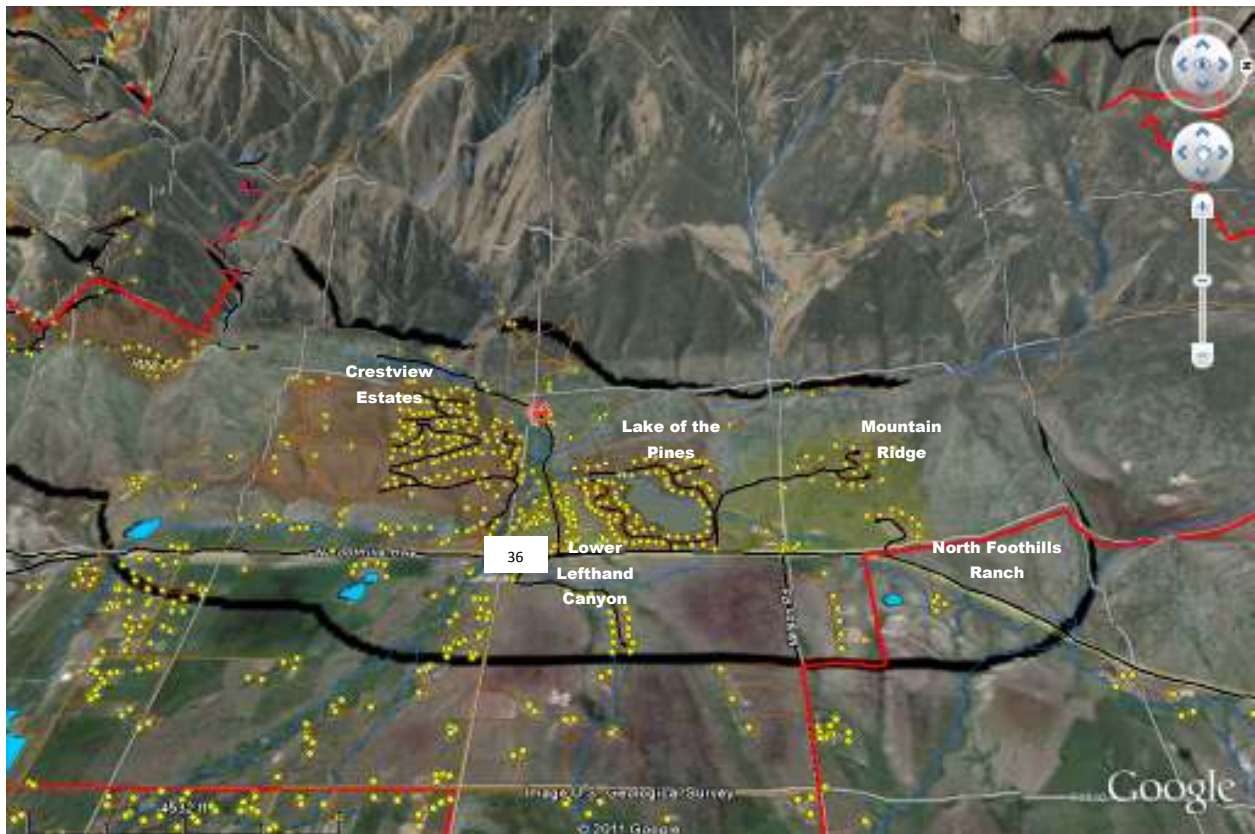 N
Crestview
Estates
Lake of the
Pines
Mountain
Ridge
36
Lower
Lefthand
Canyon
North Foothills
Ranch
Image U.S. Geological Survey
© 2011 Google
Google